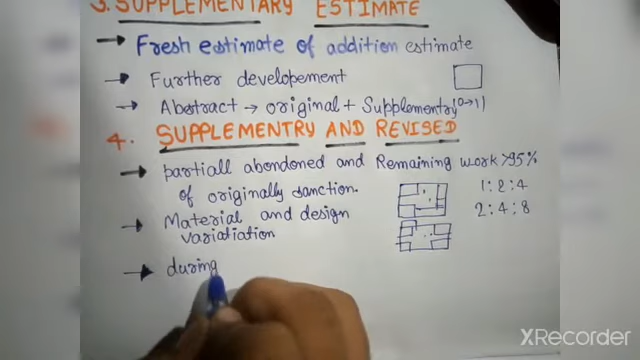 3. SUPPLEMENTARY ESTIMATE
→ Fresh estimate of addition estimate
→ Further developement
→ Abstract → original + Supplementry
4. SUPPLEMENTRY AND REVISED
→ partiall abondoned and Remaining work >95%
of originally sanction.
1:2:4
2:4:8
→ Material and design
variatiation
→ during
XRecorder